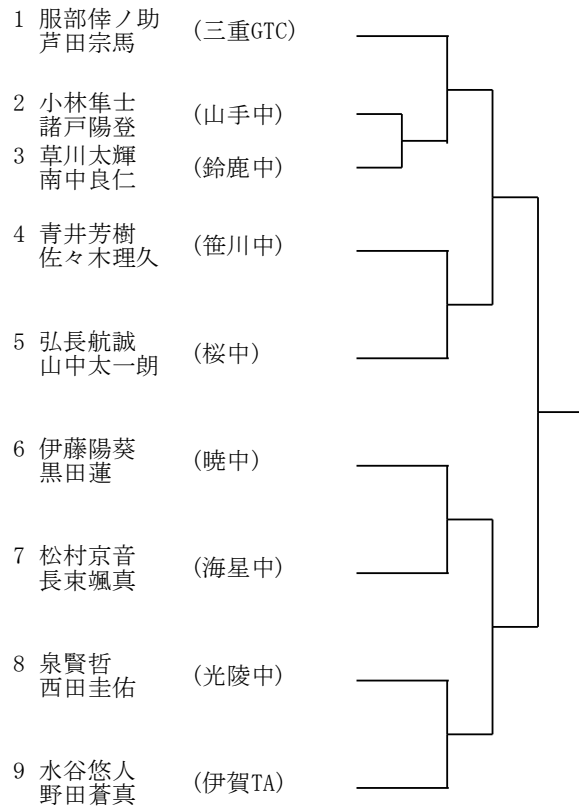 1 服部倖ノ助
芦田宗馬 (三重GTC)
2 小林隼士
諸戸陽登 (山手中)
3 草川太輝
南中良仁 (鈴鹿中)
4 青井芳樹
佐々木理久 (笹川中)
5 弘長航誠
山中太一朗 (桜中)
6 伊藤陽葵
黒田蓮 (暁中)
7 松村京音
長束颯真 (海星中)
8 泉賢哲
西田圭佑 (光陵中)
9 水谷悠人
野田蒼真 (伊賀TA)